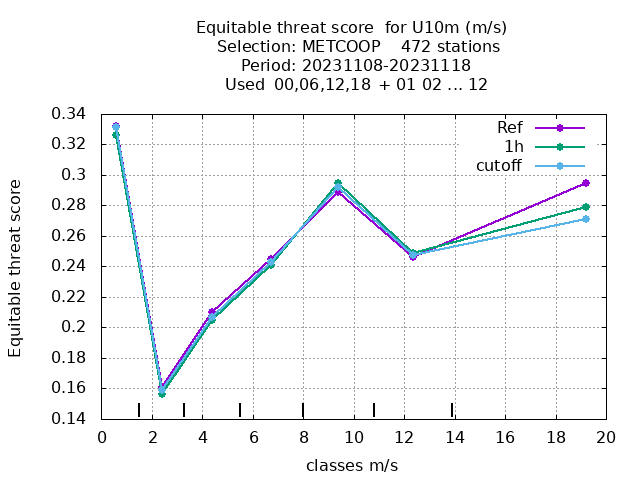 Equitable threat score for U10m (m/s)
Selection: METCOOP 472 stations
Period: 20231108-20231118
Used 00,06,12,18 + 01 02 ... 12
Equitable threat score
0.34
0.32
0.3
0.28
0.26
0.24
0.22
0.2
0.18
0.16
0.14
Ref
1h
cutoff
0 2 4 6 8 10 12 14 16 18 20
classes m/s